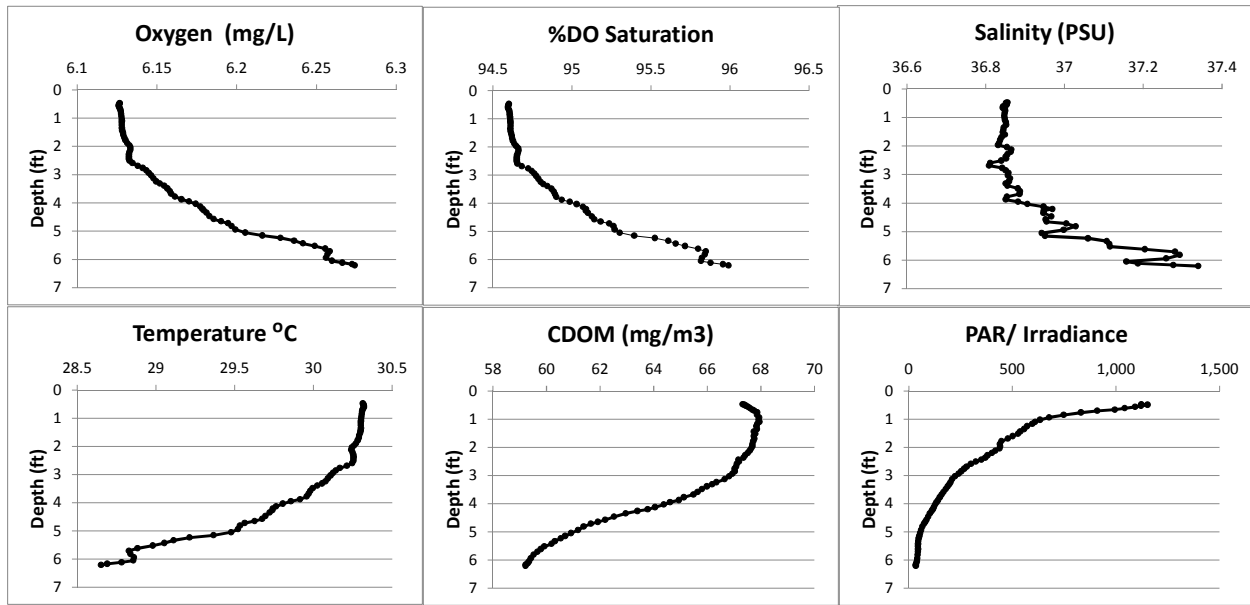 Oxygen (mg/L)
6.1 6.15 6.2 6.25 6.3
0
1
2
3
4
5
6
7
Depth (ft)
%DO Saturation
94.5 95 95.5 96 96.5
0
1
2
3
4
5
6
7
Depth (ft)
Salinity (PSU)
36.6 36.8 37 37.2 37.4
0
1
2
3
4
5
6
7
Depth (ft)
Temperature ⁰C
28.5 29 29.5 30 30.5
0
1
2
3
4
5
6
7
Depth (ft)
CDOM (mg/m3)
58 60 62 64 66 68 70
0
1
2
3
4
5
6
7
Depth (ft)
PAR/ Irradiance
0 500 1,000 1,500
0
1
2
3
4
5
6
7
Depth (ft)